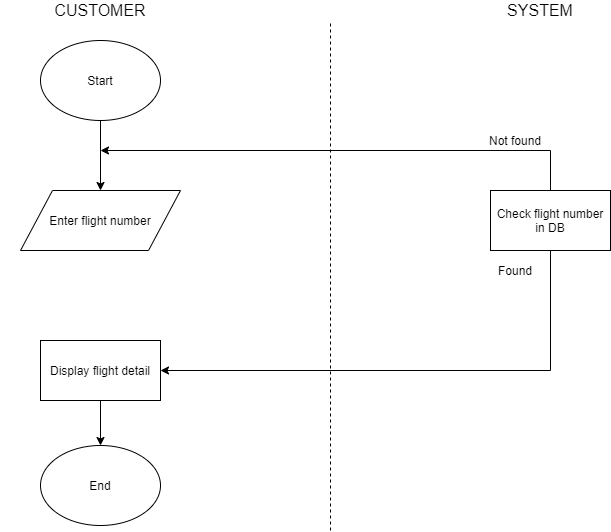 CUSTOMER
SYSTEM
Start
Not found
Enter flight number
Check flight number
in DB
Found
Display flight detail
End